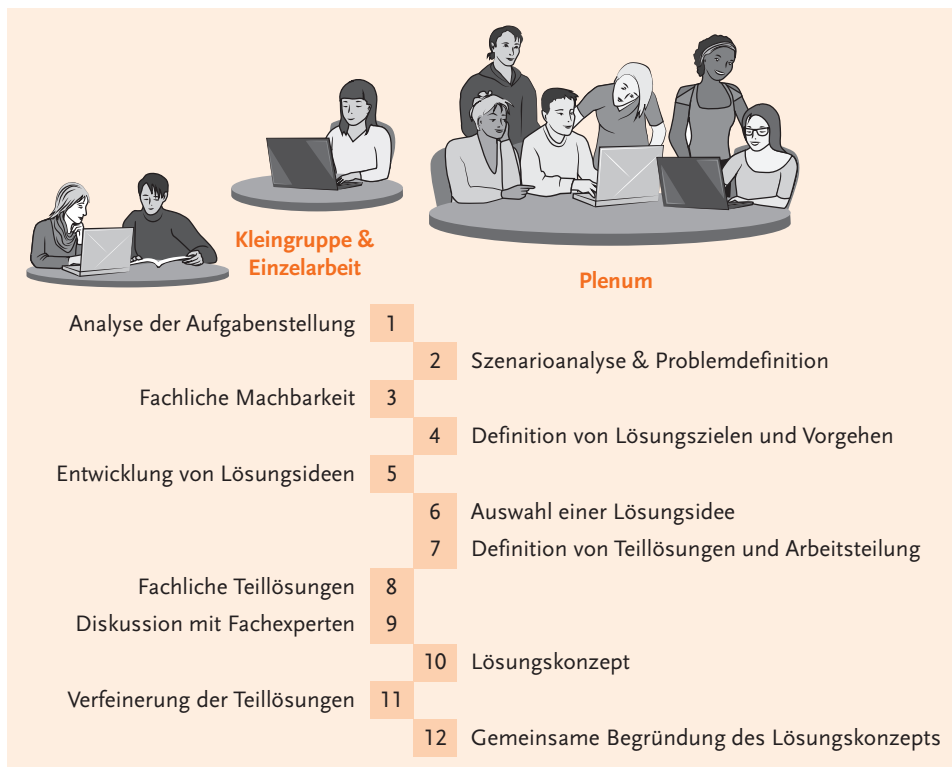 Kleingruppe &
Einzelarbeit
Plenum
Analyse der Aufgabenstellung 1
2 Szenarioanalyse & Problemdefinition
Fachliche Machbarkeit 3
4 Definition von Lösungszielen und Vorgehen
Entwicklung von Lösungsideen 5
6 Auswahl einer Lösungsidee
7 Definition von Teillösungen und Arbeitsteilung
Fachliche Teillösungen 8
Diskussion mit Fachexperten 9
10 Lösungskonzept
Verfeinerung der Teillösungen 11
12 Gemeinsame Begründung des Lösungskonzepts